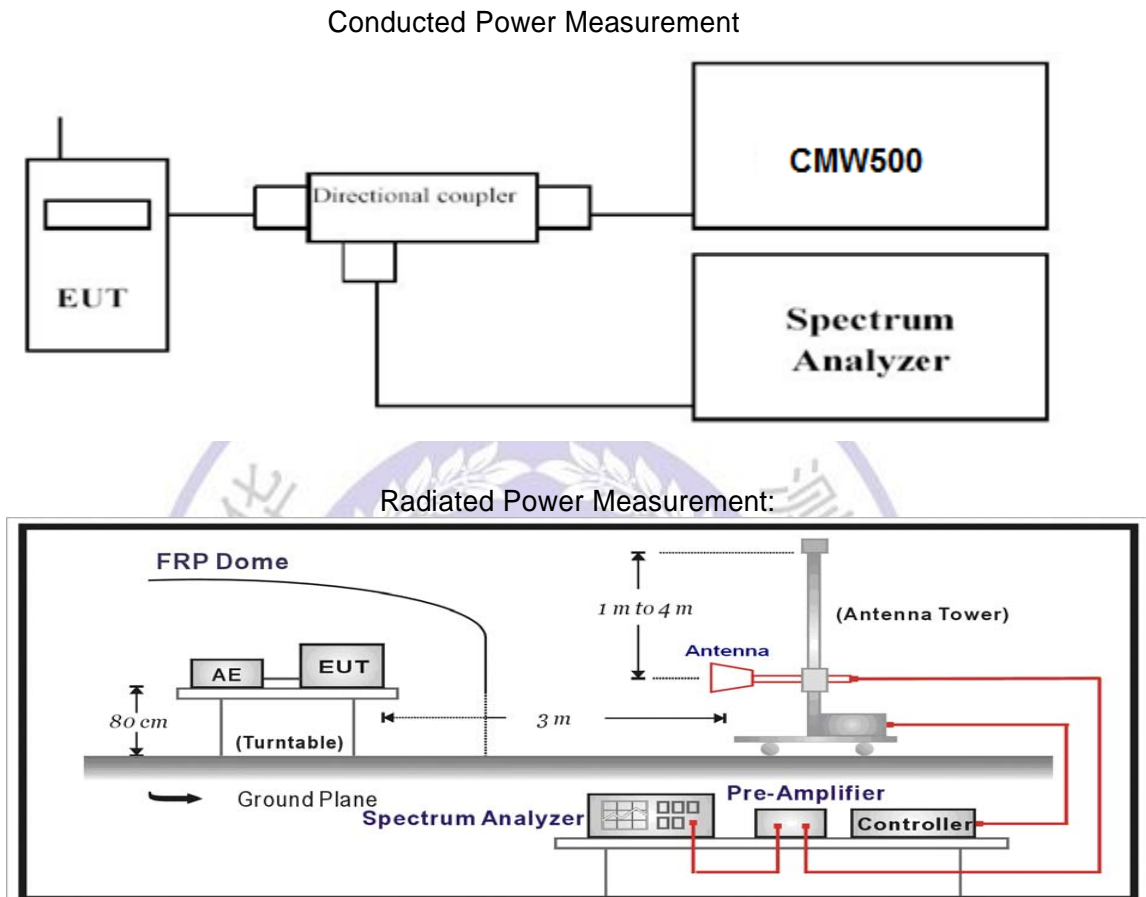 Conducted Power Measurement
CMW500
Directional coupler
EUT
Spectrum
Analyzer
Radiated Power Measurement:
FRP Dome
1 m to 4 m
(Antenna Tower)
Antenna
AE
EUT
80 cm
3 m
(Turntable)
Ground Plane
Pre-Amplifier
Spectrum Analyzer
Controller